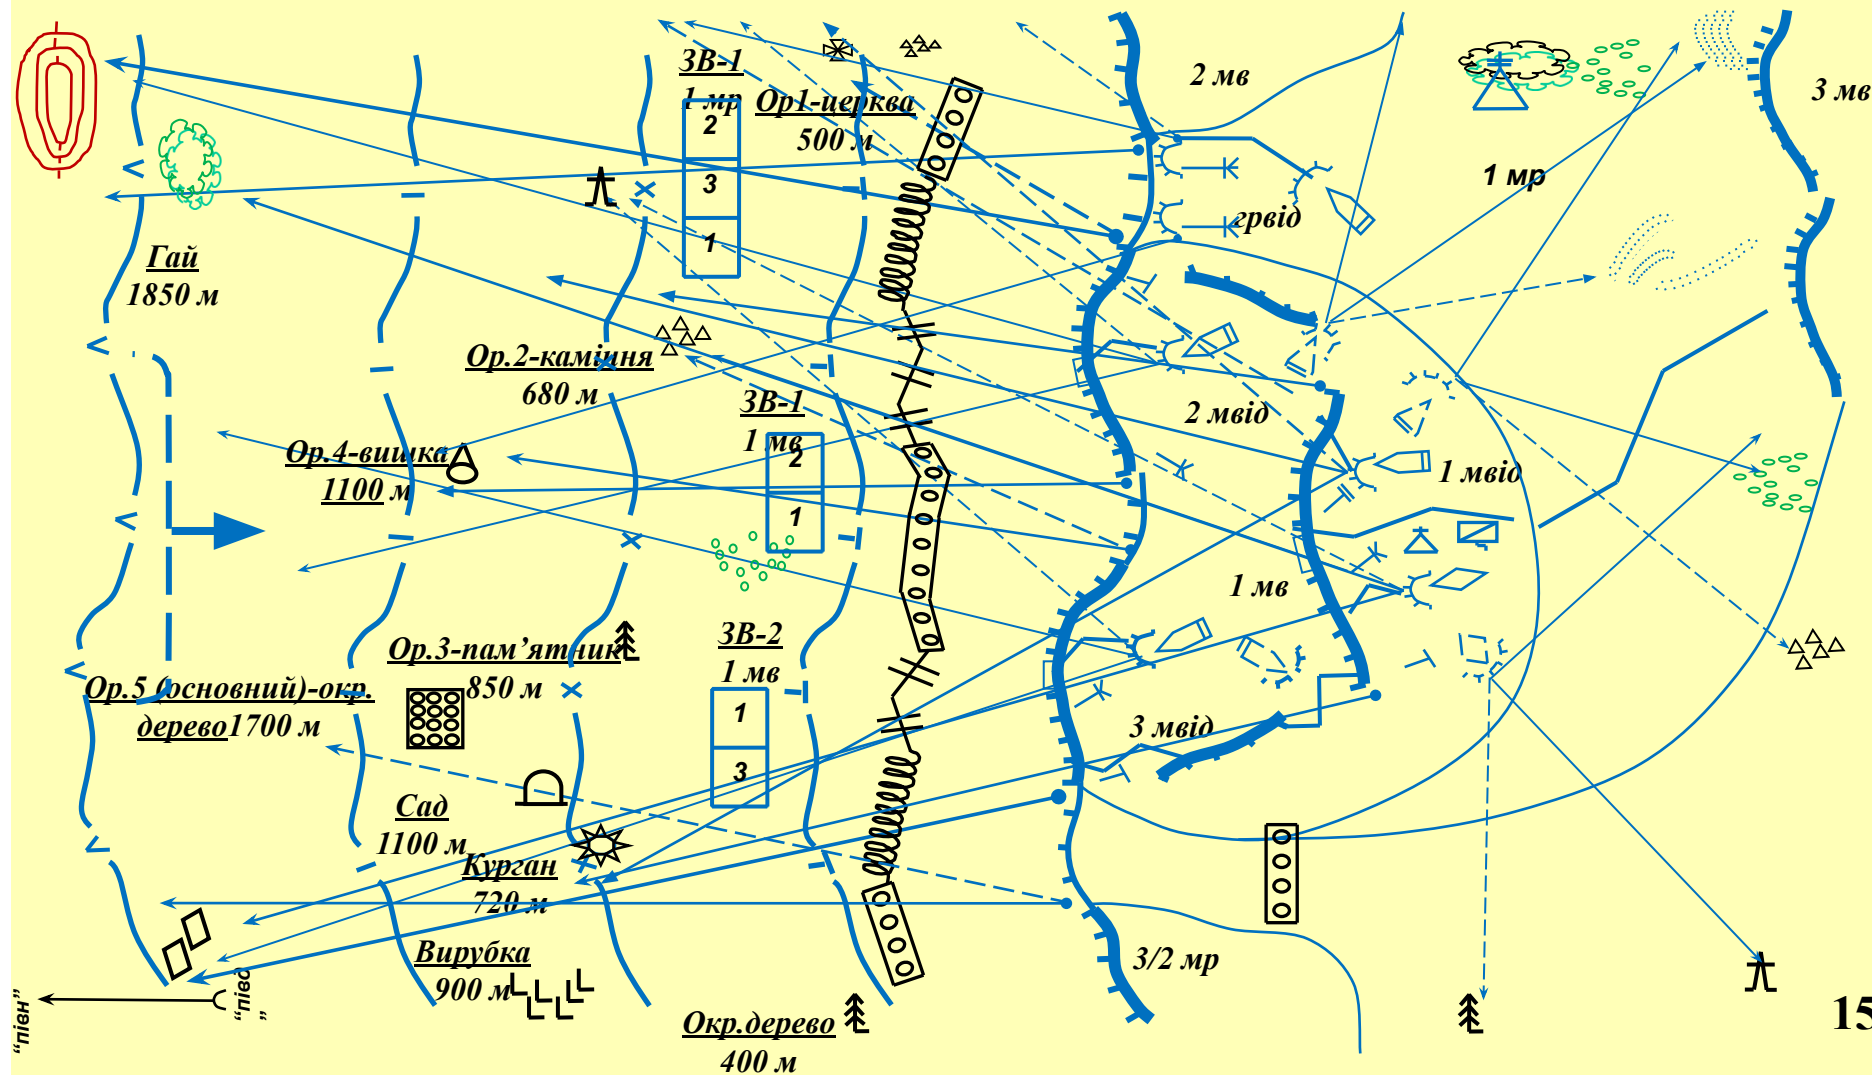 ЗВ-1
1 мр
2
3
1
Ор1-церква
500 м
2 мв
3 мв
1 мр
грвід
Гай
1850 м
Ор.2-каміння
680 м
ЗВ-1
1 мв
2
1
2 мвід
Ор.4-вишка
1100 м
1 мвід
1 мв
Ор.3-пам’ятник
850 м
ЗВ-2
1 мв
1
3
Ор.5 (основний)-окр.
дерево1700 м
3 мвід
Сад
1100 м
Курган
720 м
Вирубка
900 м
3/2 мр
“півн”
“півд
”
Окр.дерево
400 м
15